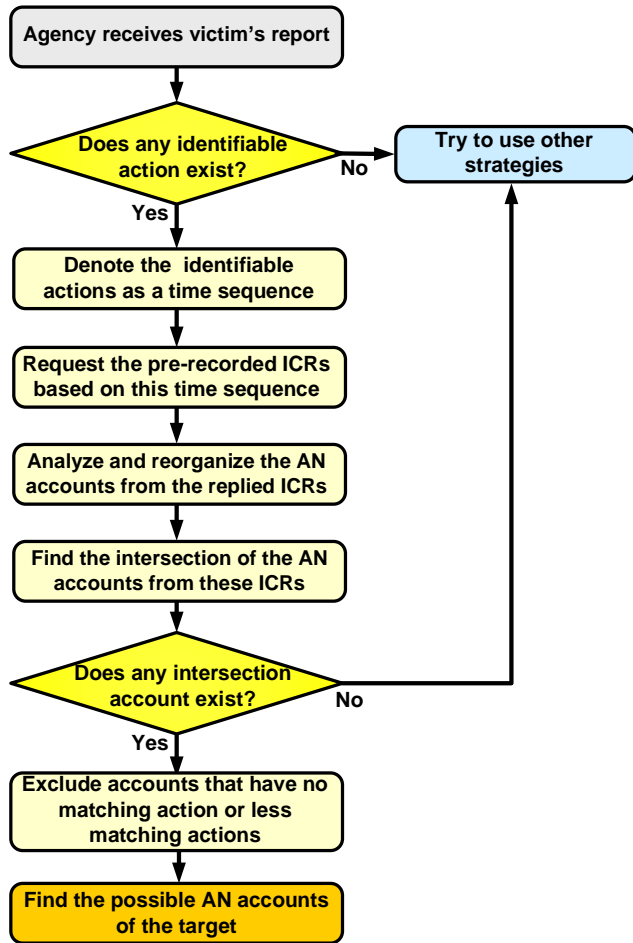 Agency receives victim's report
Does any identifiable
action exist?
No
Try to use other
strategies
Yes
Denote the identifiable
actions as a time sequence
Request the pre-recorded ICRs
based on this time sequence
Analyze and reorganize the AN
accounts from the replied ICRs
Find the intersection of the AN
accounts from these ICRs
Does any intersection
account exist?
No
Yes
Exclude accounts that have no
matching action or less
matching actions
Find the possible AN accounts
of the target